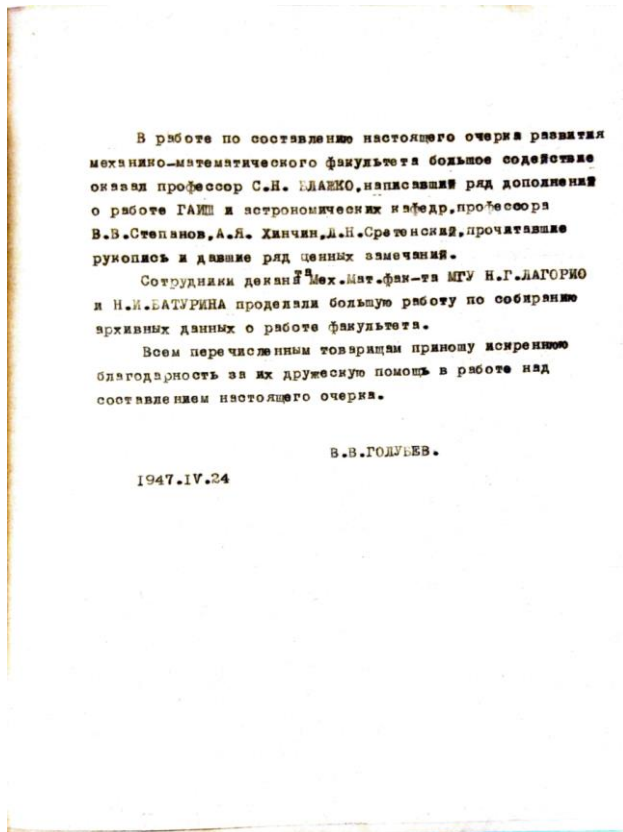 В работе по составлению настоящего очерка развития
механико-математического факультета большое содействие
оказал профессор С.Н. БЛАЖКО,написавший ряд дополнений
о работе ГАИШ и астрономических кафедр,профессора
В.В.Степанов,А.Я. Хинчин,Л.Н.Сретенский,прочитавшие
рукопись и давшие ряд ценных замечаний.
Сотрудники деканата Мех.Мат.фак-та МГУ Н.Г.ЛАГОРИО
и Н.И.БАТУРИНА проделали большую работу по собиранию
архивных данных о работе факультета.
Всем перечисленным товарищам приношу искреннюю
благодарность за их дружескую помощь в работе над
составлением настоящего очерка.
В.В.ГОЛУБЕВ.
1947.IV.24